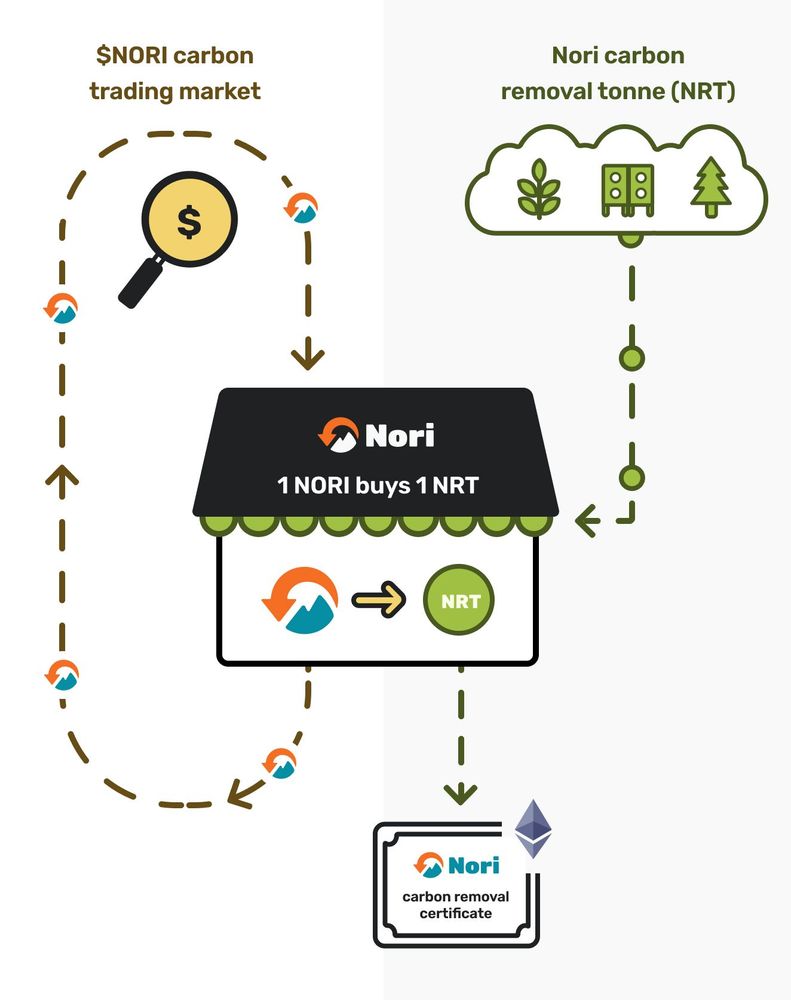 $NORI carbon
trading market
Nori carbon
removal tonne (NRT)
$
Nori
1 NORI buys 1 NRT
NRT
Nori
carbon removal
certificate